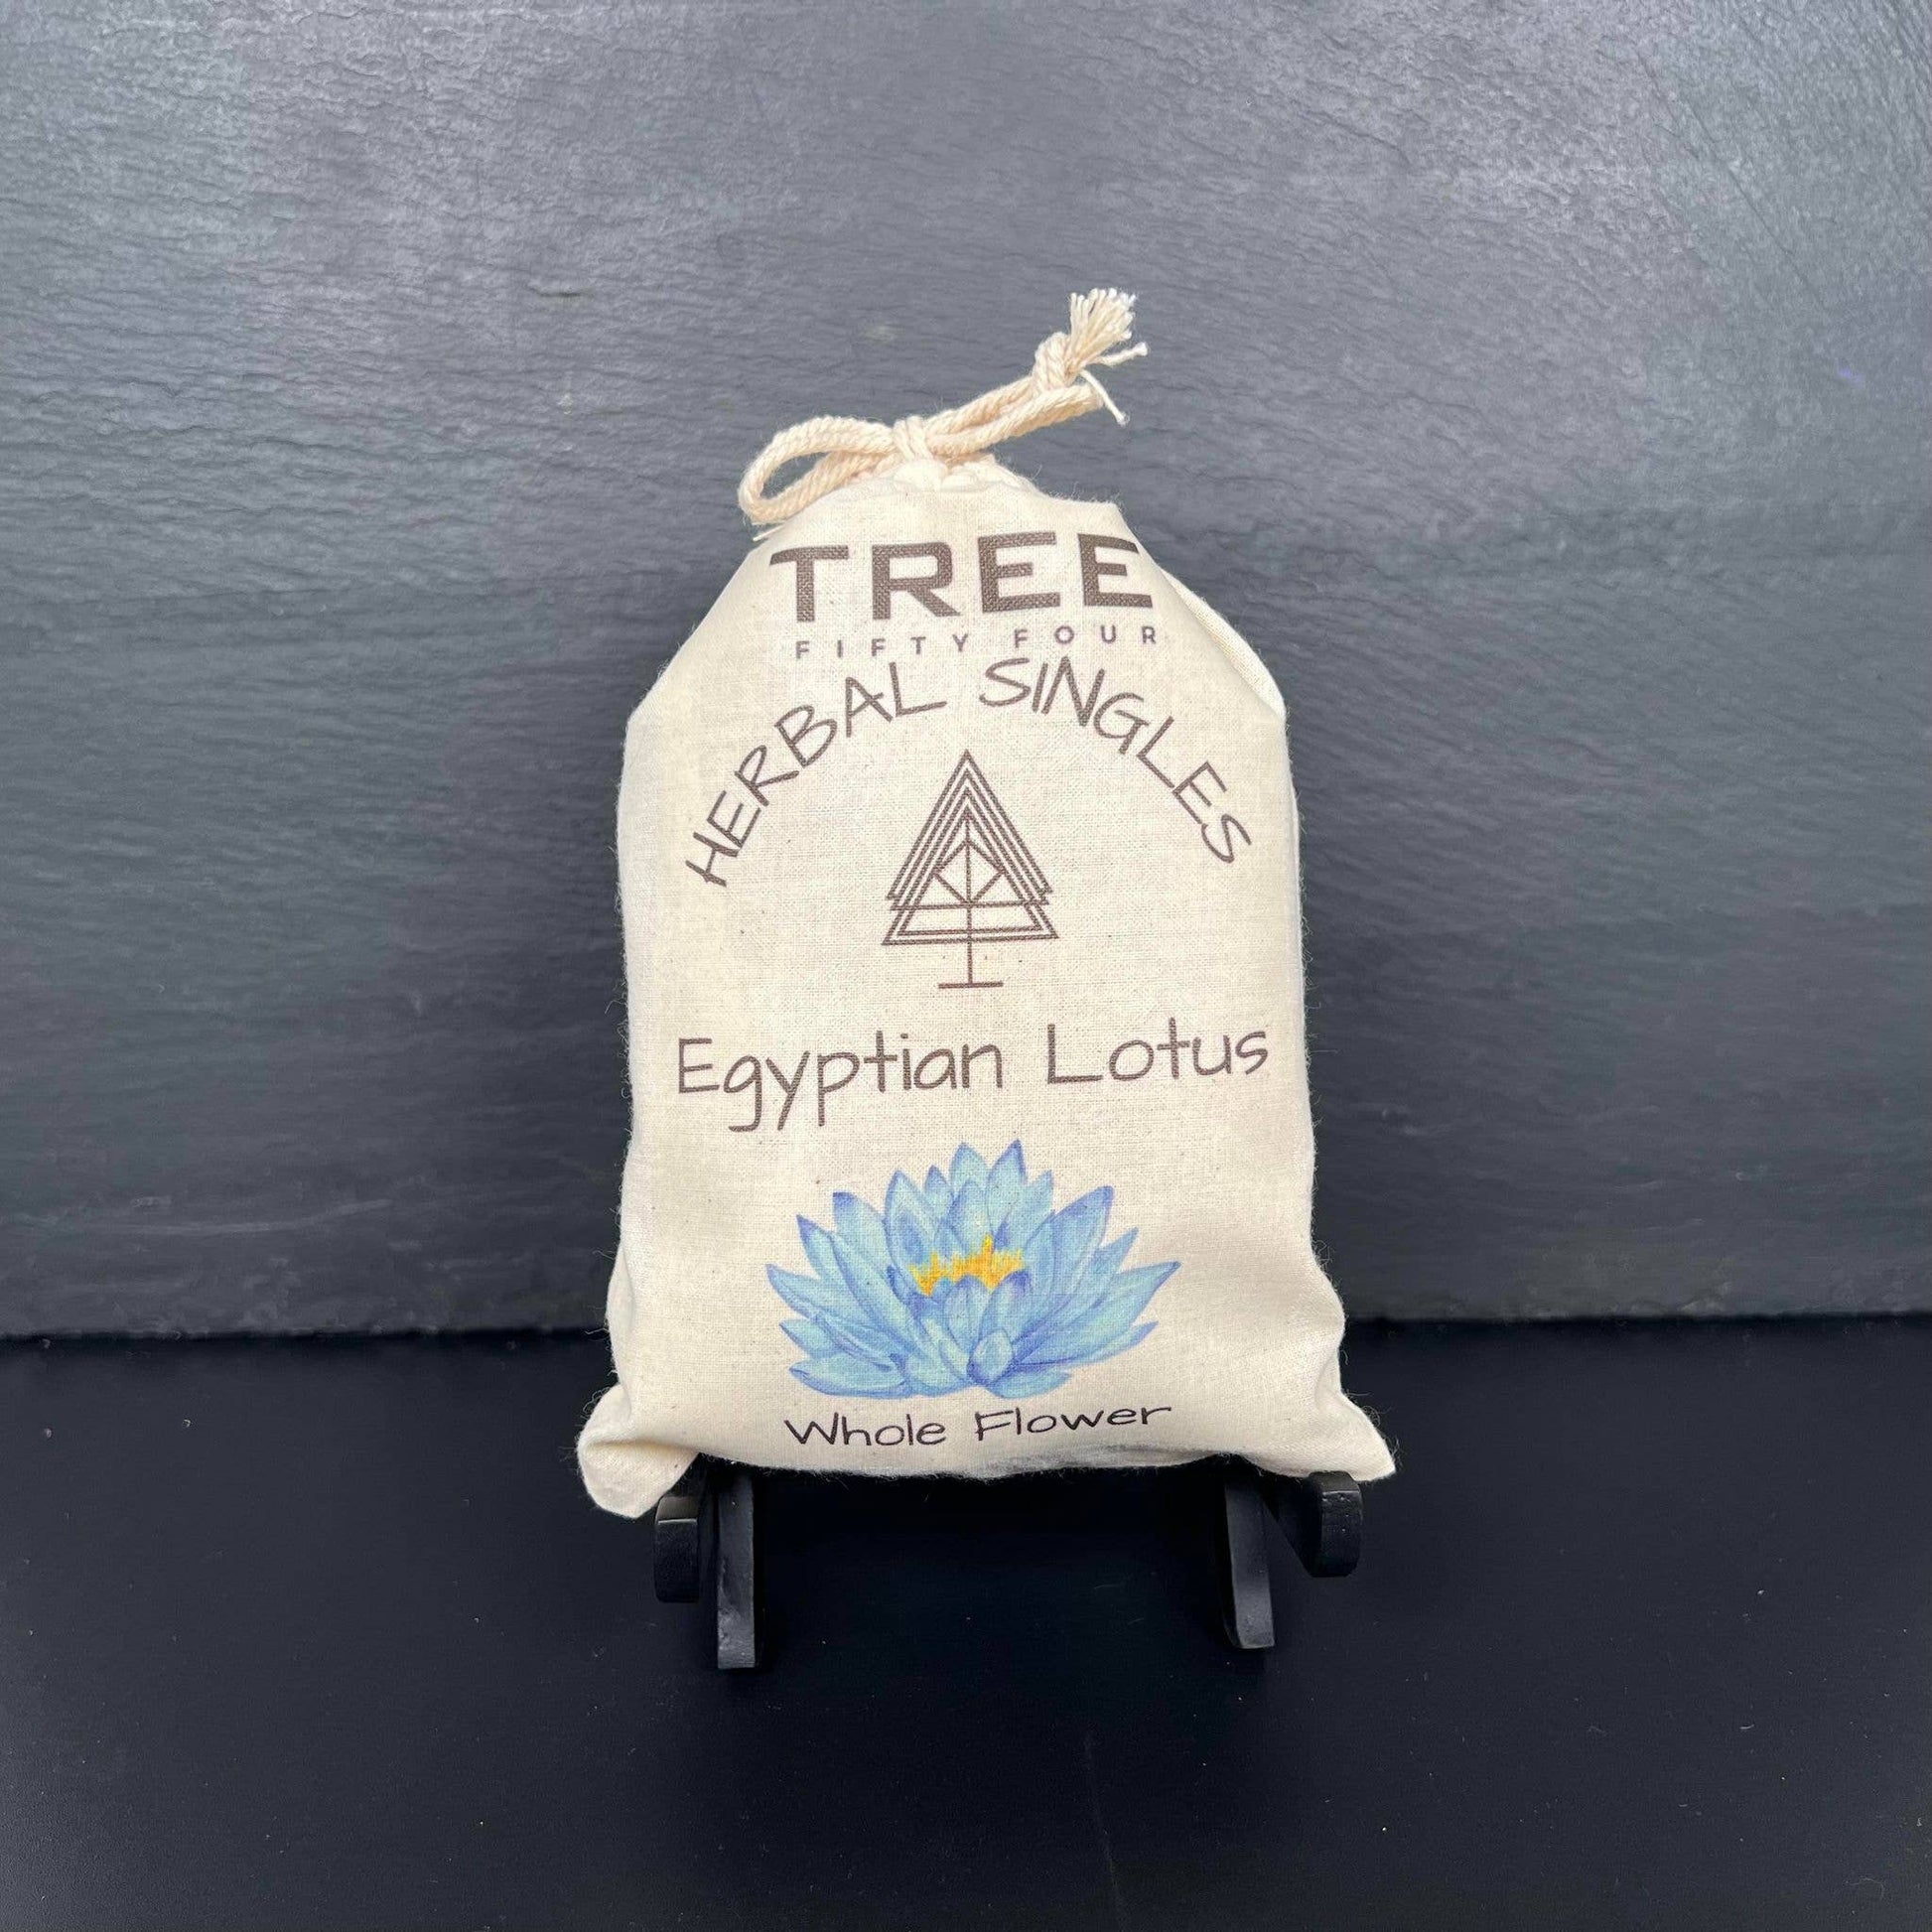 TREE
FIFTY FOUR
HERBAL SINGLES
Egyptian Lotus
Whole Flower